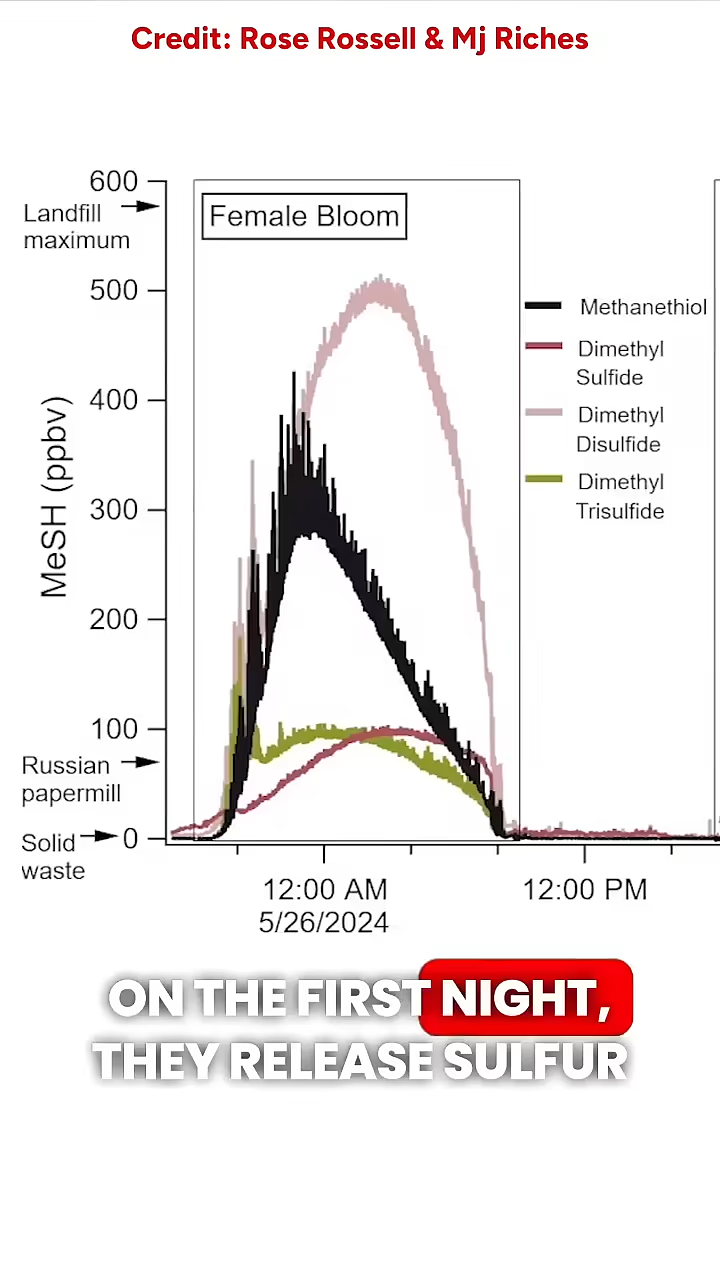 Credit: Rose Rossell & Mj Riches
600
Landfill
maximum
Female Bloom
500
Methanethiol
Dimethyl
Sulfide
400
Dimethyl
Disulfide
Dimethyl
Trisulfide
300
MeSH (ppbv)
200
100
Russian
papermill
0
Solid
waste
12:00 AM
5/26/2024
12:00 PM
ON THE FIRST NIGHT,
THEY RELEASE SULFUR